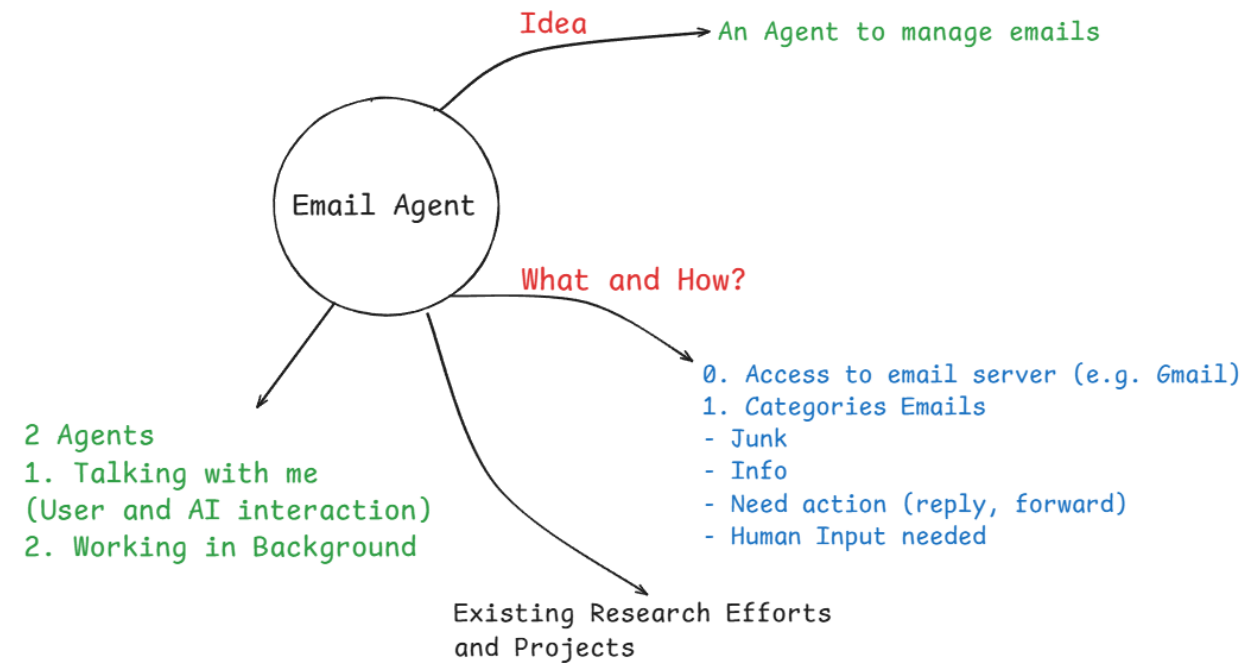 Idea
An Agent to manage emails
Email Agent
What and How?
0. Access to email server (e.g. Gmail)
1. Categories Emails
- Junk
- Info
- Need action (reply, forward)
- Human Input needed
2 Agents
1. Talking with me
(User and AI interaction)
2. Working in Background
Existing Research Efforts
and Projects